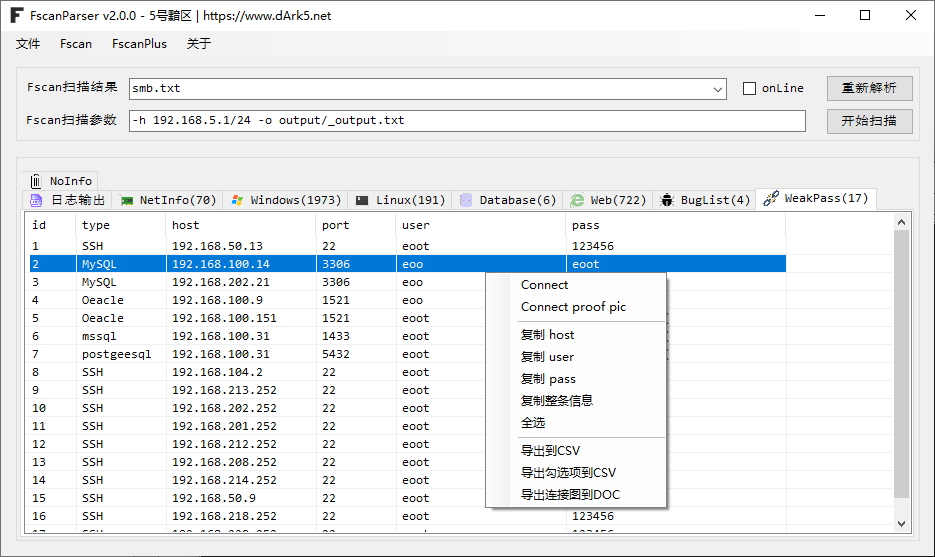 FscanParser v2.0.0 - 5号黯区 | https://www.dArk5.net
文件 Fscan FscanPlus 关于
Fscan扫描结果 smb.txt onLine 重新解析
Fscan扫描参数 -h 192.168.5.1/24 -o output/_output.txt 开始扫描
NoInfo
日志输出 NetInfo(70) Windows(1973) Linux(191) Database(6) Web(722) BugList(4) WeakPass(17)
id type host port user pass
1 SSH 192.168.50.13 22 eoot 123456
2 MySQL 192.168.100.14 3306 eoo eoot
3 MySQL 192.168.202.21 3306 eoo
4 Oeacle 192.168.100.9 1521 eoo
5 Oeacle 192.168.100.151 1521 eoot
6 mssql 192.168.100.31 1433 eoot
7 postgeesql 192.168.100.31 5432 eoot
8 SSH 192.168.104.2 22 eoot
9 SSH 192.168.213.252 22 eoot
10 SSH 192.168.202.252 22 eoot
11 SSH 192.168.201.252 22 eoot
12 SSH 192.168.212.252 22 eoot
13 SSH 192.168.208.252 22 eoot
14 SSH 192.168.214.252 22 eoot
15 SSH 192.168.50.9 22 eoot
16 SSH 192.168.218.252 22 eoot 123456
Connect
Connect proof pic
复制 host
复制 user
复制 pass
复制整条信息
全选
导出到CSV
导出勾选项到CSV
导出连接图到DOC